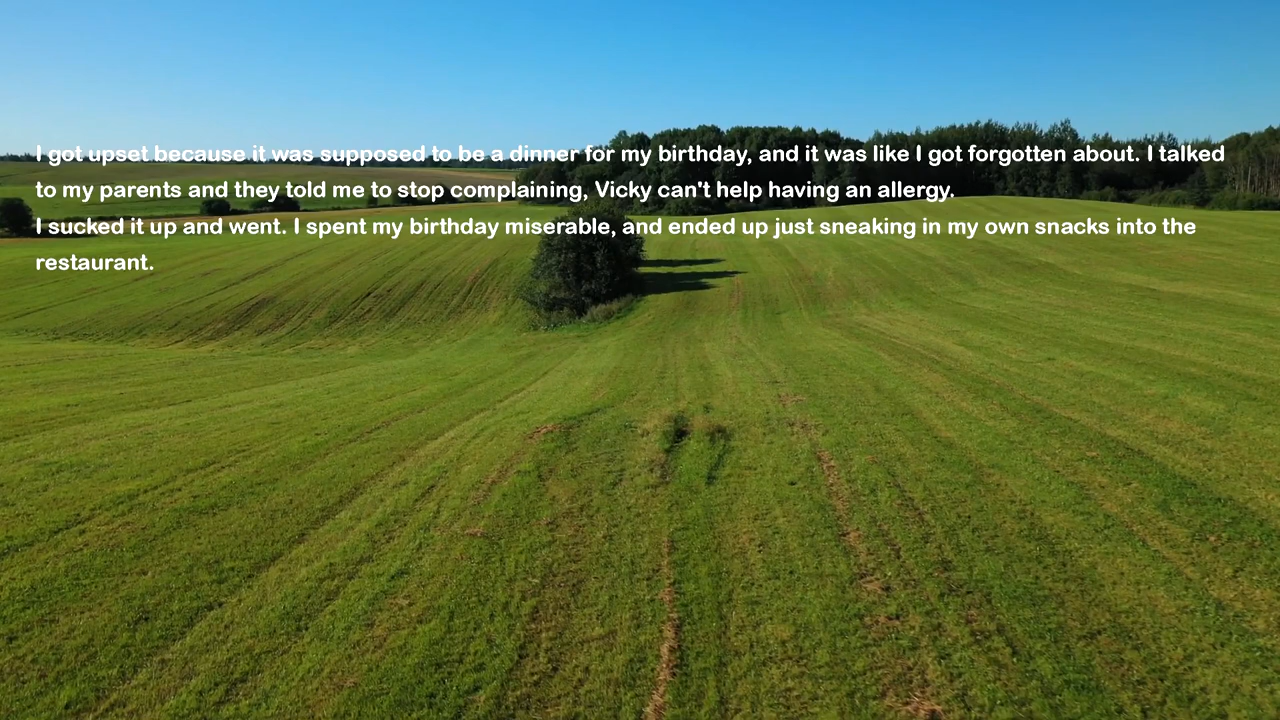 I got upset because it was supposed to be a dinner for my birthday, and it was like I got forgotten about. I talked
to my parents and they told me to stop complaining, Vicky can't help having an allergy.
I sucked it up and went. I spent my birthday miserable, and ended up just sneaking in my own snacks into the
restaurant.